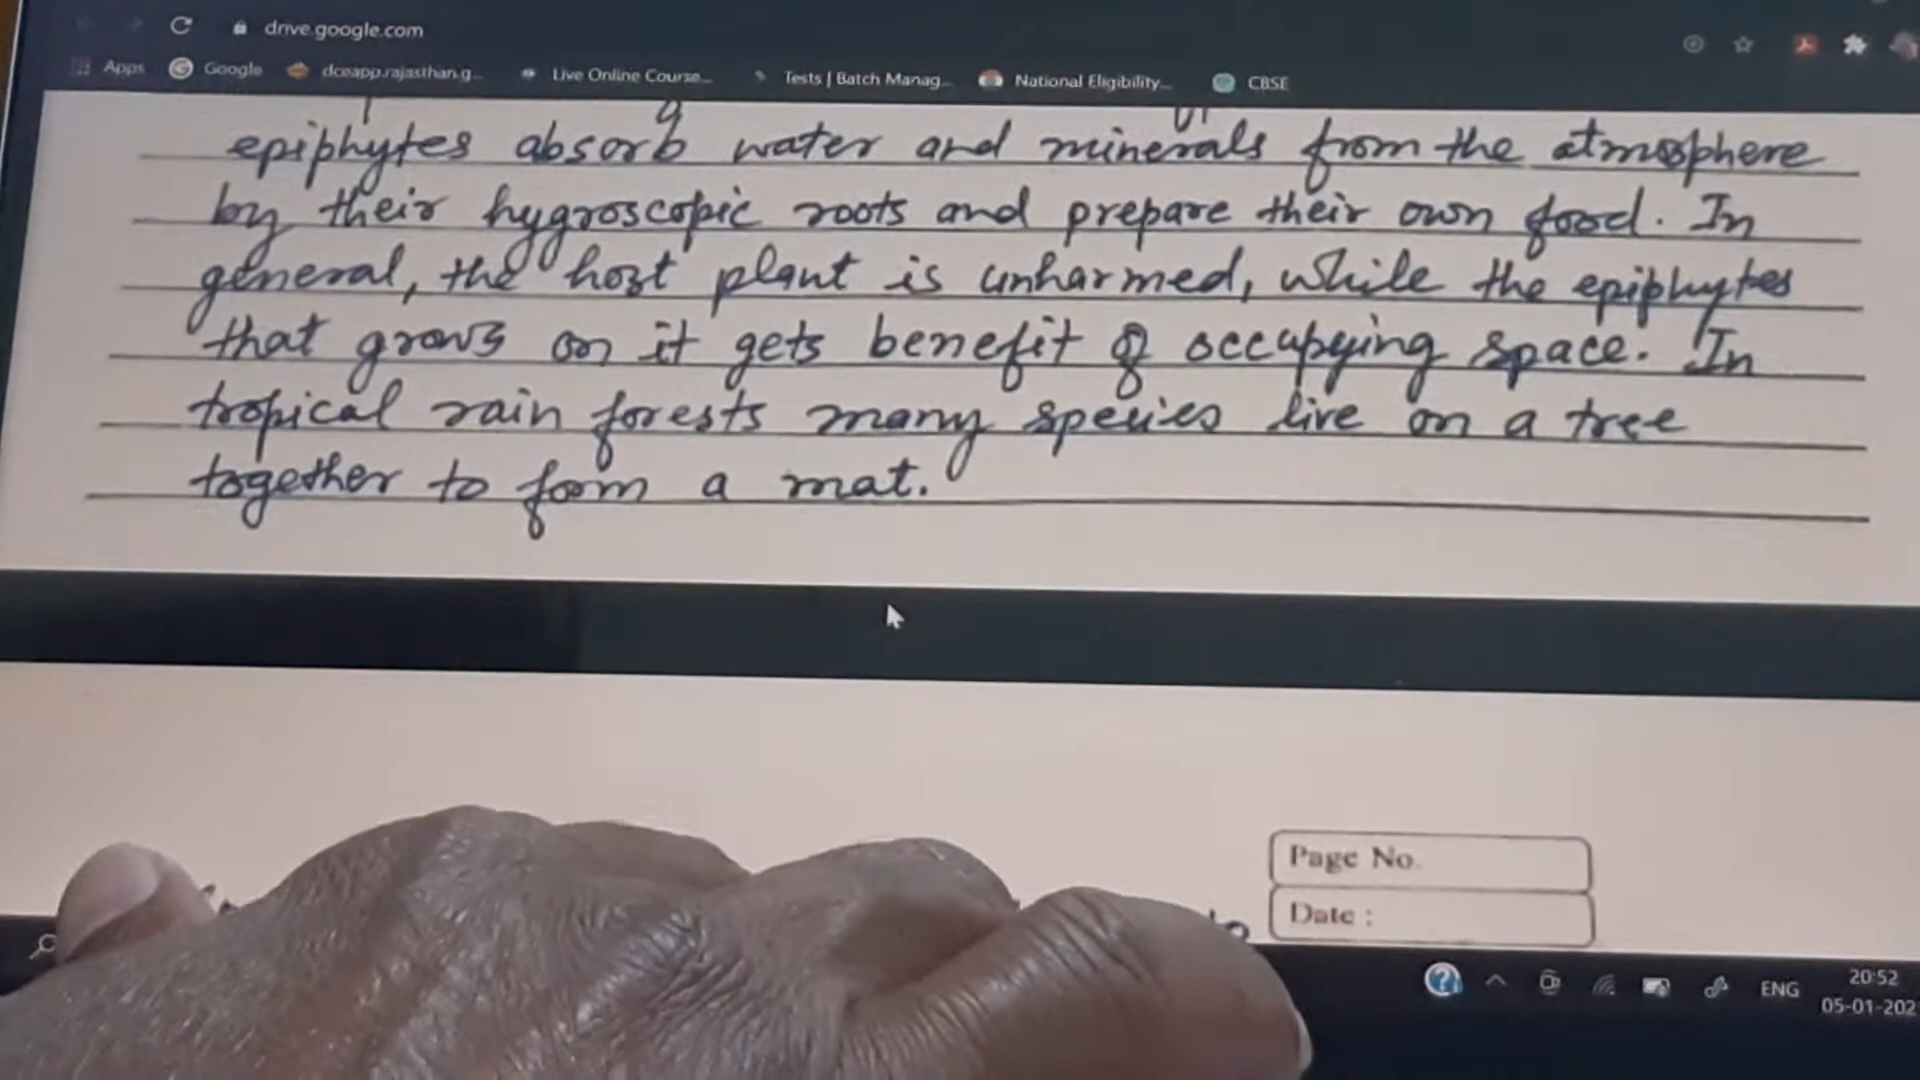 drive.google.com
Apps Google dceapp.rajasthan.g... Live Online Course... Tests | Batch Manag... National Eligibility... CBSE
epiphytes absorb water and minerals from the atmosphere
by their hygroscopic roots and prepare their own food. In
general, the host plant is unharmed, while the epiphytes
that grows on it gets benefit of occupying space. In
tropical rain forests many species live on a tree
together to form a mat.
Page No.
Date :
ENG 20:52
05-01-202